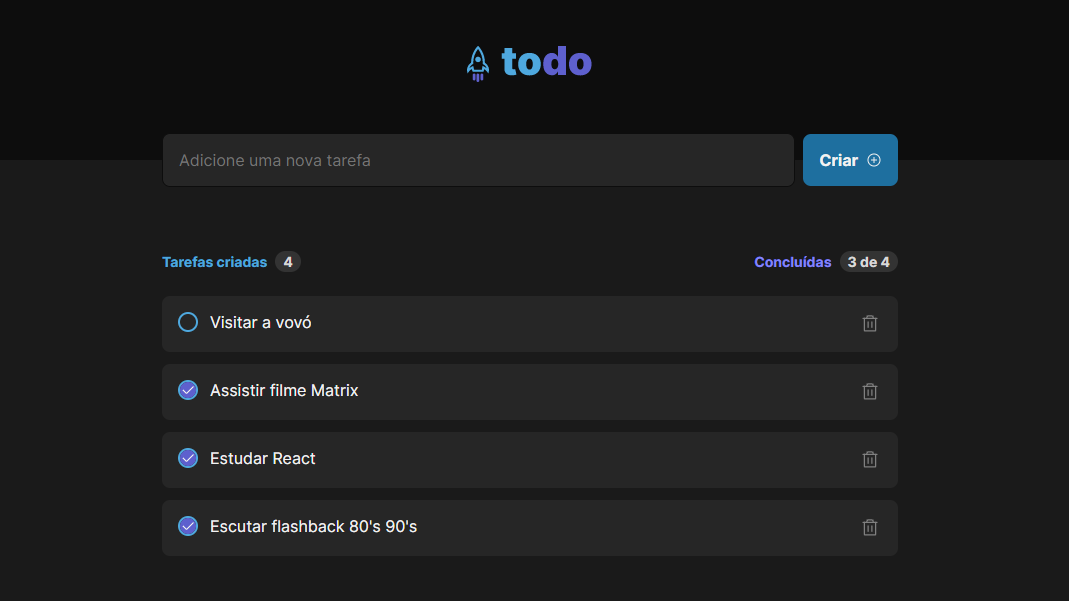 todo
Adicione uma nova tarefa
Criar
Tarefas criadas 4
Concluídas 3 de 4
Visitar a vovó
Assistir filme Matrix
Estudar React
Escutar flashback 80's 90's